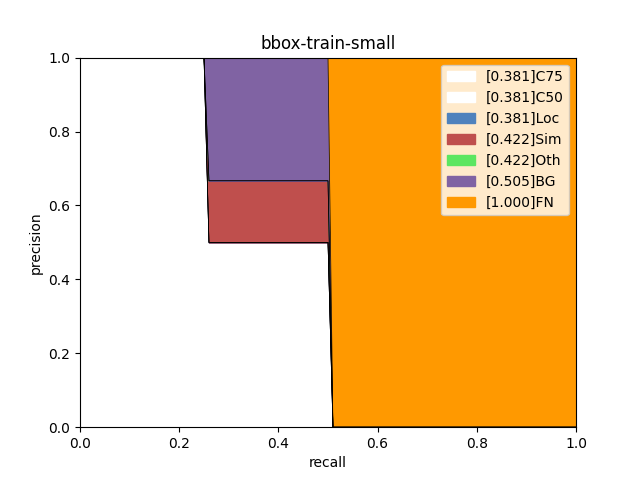 bbox-train-small
1.0
0.8
0.6
0.4
0.2
0.0
precision
[0.381]C75
[0.381]C50
[0.381]Loc
[0.422]Sim
[0.422]Oth
[0.505]BG
[1.000]FN
0.0 0.2 0.4 0.6 0.8 1.0
recall